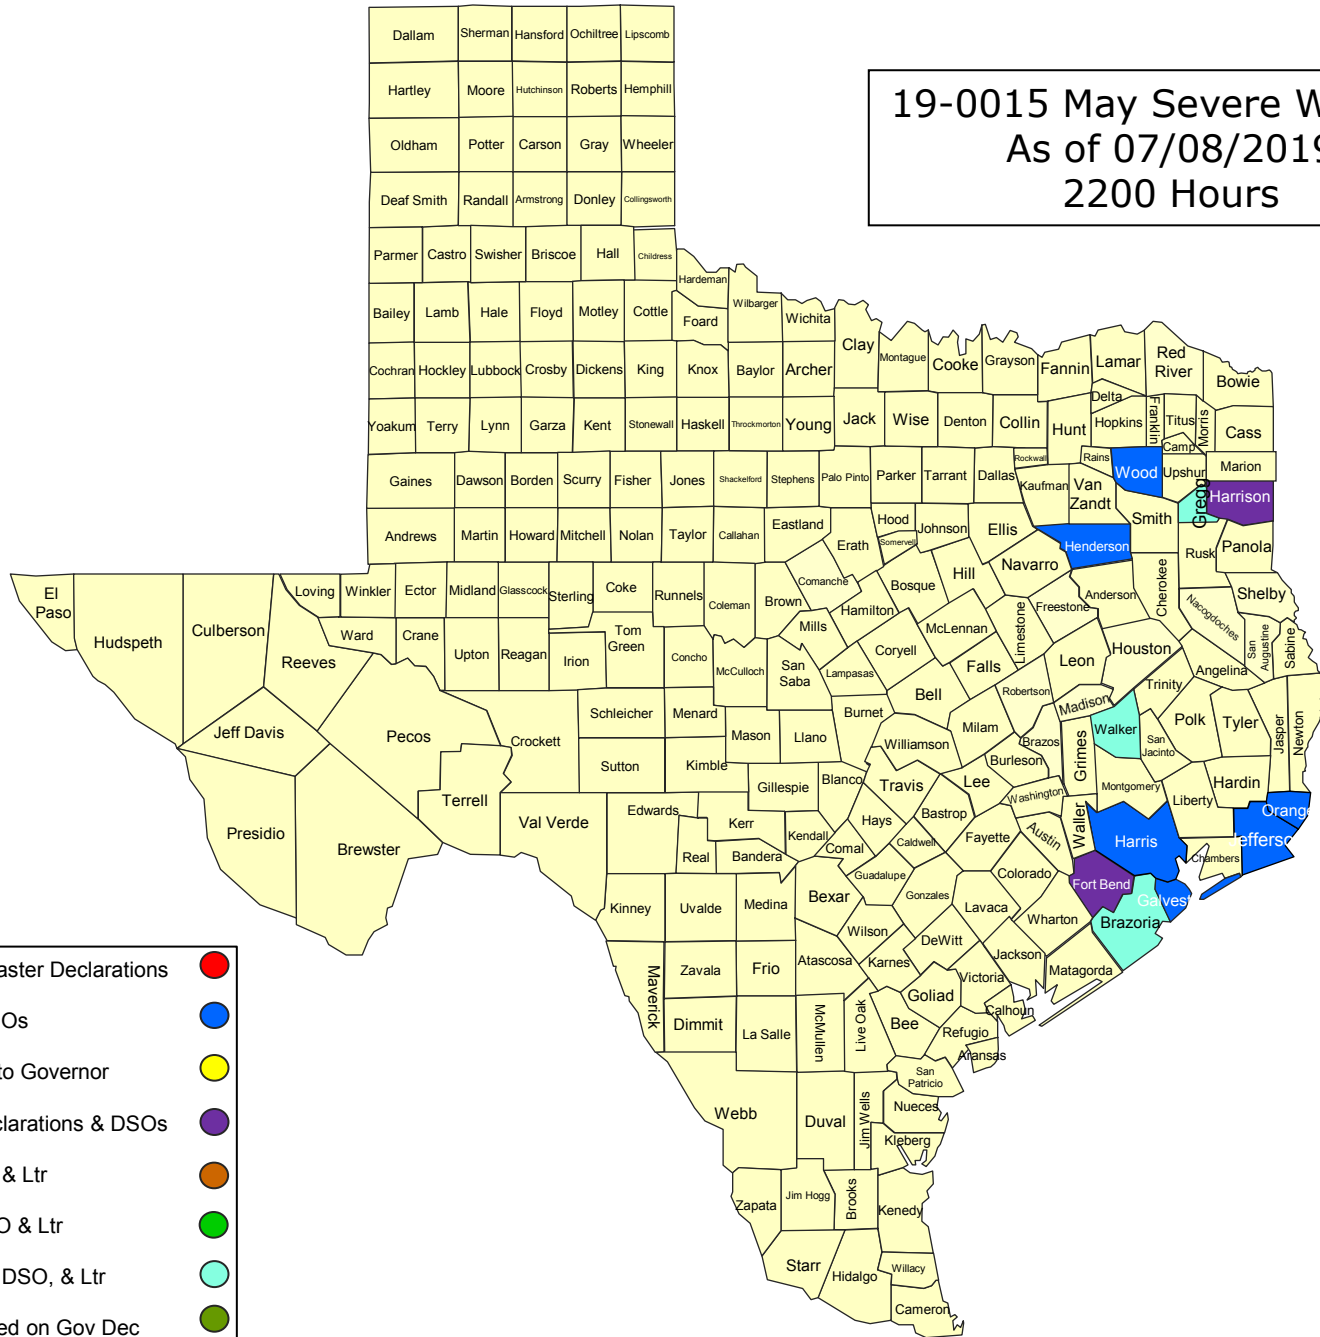 19-0015 May Severe W
As of 07/08/2019
2200 Hours
Dallam Sherman Hansford Ochiltree Lipscomb
Hartley Moore Hutchinson Roberts Hemphill
Oldham Potter Carson Gray Wheeler
Deaf Smith Randall Armstrong Donley Collingsworth
Parmer Castro Swisher Briscoe Hall Childress
Hardeman
Bailey Lamb Hale Floyd Motley Cottle Foard Wilbarger Wichita
Clay Montague Cooke Grayson Fannin Lamar Red River Bowie
Cochran Hockley Lubbock Crosby Dickens King Knox Baylor Archer
Delta
Yoakum Terry Lynn Garza Kent Stonewall Haskell Throckmorton Young Jack Wise Denton Collin Hunt Hopkins Franklin Titus Morris Cass
Camp
Gaines Dawson Borden Scurry Fisher Jones Shackelford Stephens Palo Pinto Parker Tarrant Dallas Rockwall Kaufman Rains Van Zandt Wood Upshur Marion
Gregg Harrison
Andrews Martin Howard Mitchell Nolan Taylor Callahan Eastland Erath Hood Somervell Johnson Ellis Henderson Smith Rusk Panola
El Paso Hudspeth Culberson Loving Winkler Ector Midland Glasscock Sterling Coke Runnels Coleman Brown Comanche Hamilton Bosque Hill Navarro Freestone Anderson Cherokee Nacogdoches Shelby
Reeves Ward Crane Upton Reagan Irion Tom Green Concho McCulloch San Saba Mills Lampasas Coryell McLennan Limestone Falls Leon Houston Angelina San Augustine Sabine
Jeff Davis Pecos Crockett Schleicher Menard Mason Llano Burnet Bell Milam Robertson Madison Trinity Walker San Jacinto Polk Tyler Jasper Newton
Presidio Brewster Terrell Sutton Kimble Gillespie Blanco Williamson Travis Lee Burleson Brazos Grimes Washington Montgomery Liberty Hardin Orange
Val Verde Edwards Real Kerr Bandera Kendall Comal Hays Caldwell Bastrop Fayette Austin Waller Harris Chambers Jefferso
Kinney Uvalde Medina Bexar Guadalupe Gonzales Lavaca Colorado Wharton Fort Bend Brazoria Galvest
Maverick Zavala Frio Atascosa Wilson Karnes DeWitt Jackson Matagorda
Dimmit La Salle McMullen Live Oak Bee Goliad Victoria Calhoun Refugio Aransas
Webb Duval Jim Wells San Patricio Nueces Kleberg
Zapata Jim Hogg Brooks Kenedy
Starr Hidalgo Willacy
Cameron
aster Declarations
Os
to Governor
clarations & DSOs
& Ltr
O & Ltr
DSO, & Ltr
ed on Gov Dec